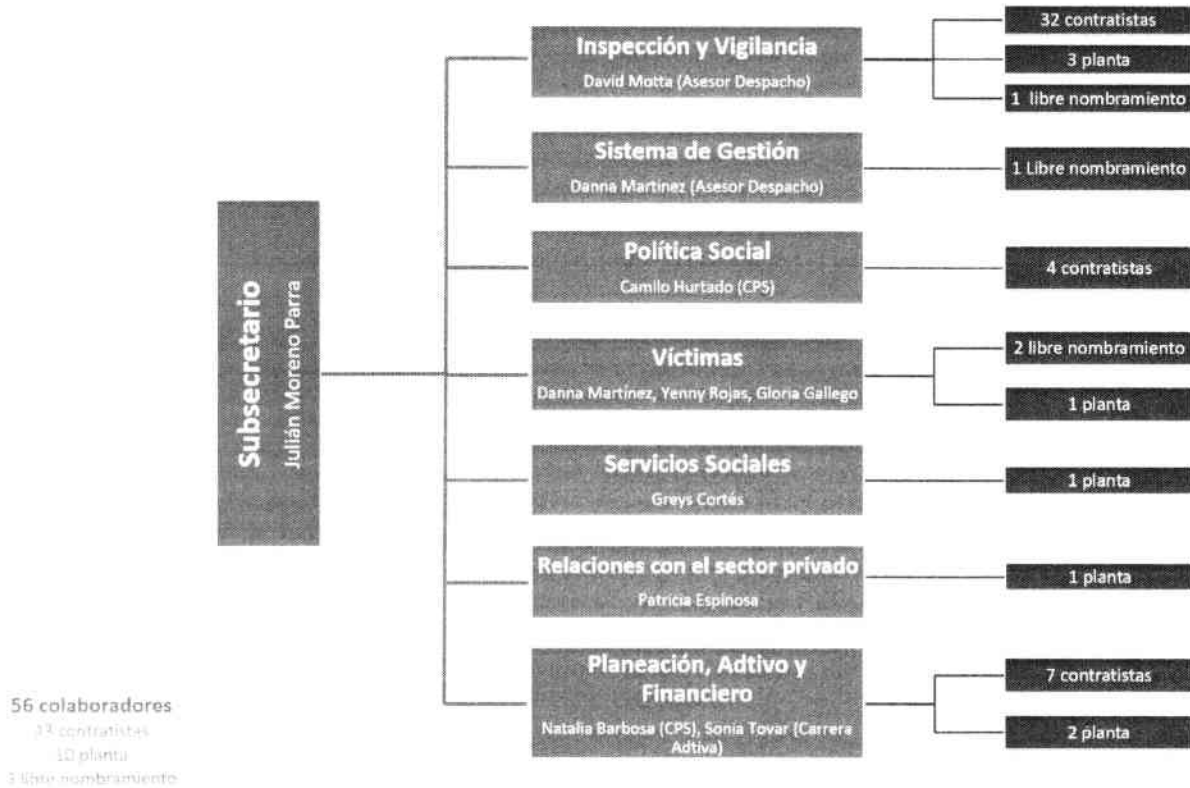 Subsecretario
Julián Moreno Parra
Inspección y Vigilancia
David Motta (Asesor Despacho)
32 contratistas
3 planta
1 libre nombramiento
Sistema de Gestión
Danna Martinez (Asesor Despacho)
1 Libre nombramiento
Política Social
Camilo Hurtado (CPS)
4 contratistas
Víctimas
Danna Martínez, Yenny Rojas, Gloria Gallego
2 libre nombramiento
1 planta
Servicios Sociales
Greys Cortés
1 planta
Relaciones con el sector privado
Patricia Espinosa
1 planta
Planeación, Adtivo y
Financiero
Natalia Barbosa (CPS), Sonia Tovar (Carrera
Adtiva)
7 contratistas
2 planta
56 colaboradores
contratistas
10 planta
3 libre nombramiento